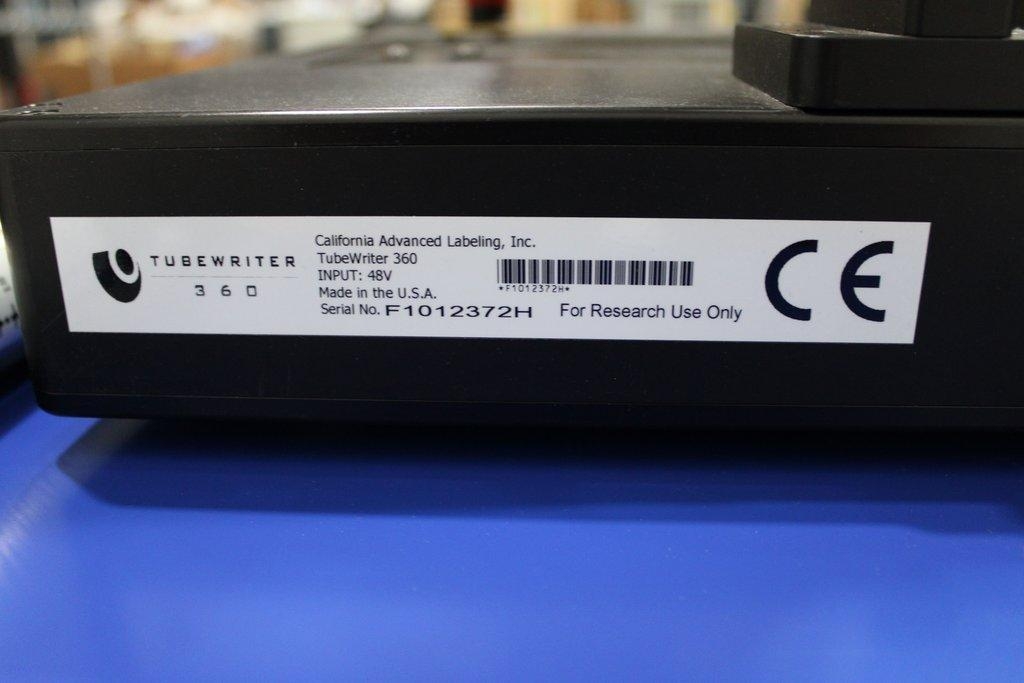 TUBEWRITER
360
California Advanced Labeling, Inc.
TubeWriter 360
INPUT: 48V
Made in the U.S.A.
Serial No. F1012372H
*F1012372H*
For Research Use Only
CE